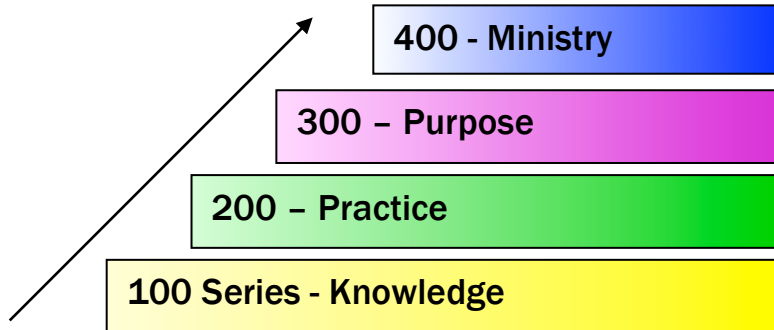 400 - Ministry
300 – Purpose
200 – Practice
100 Series - Knowledge